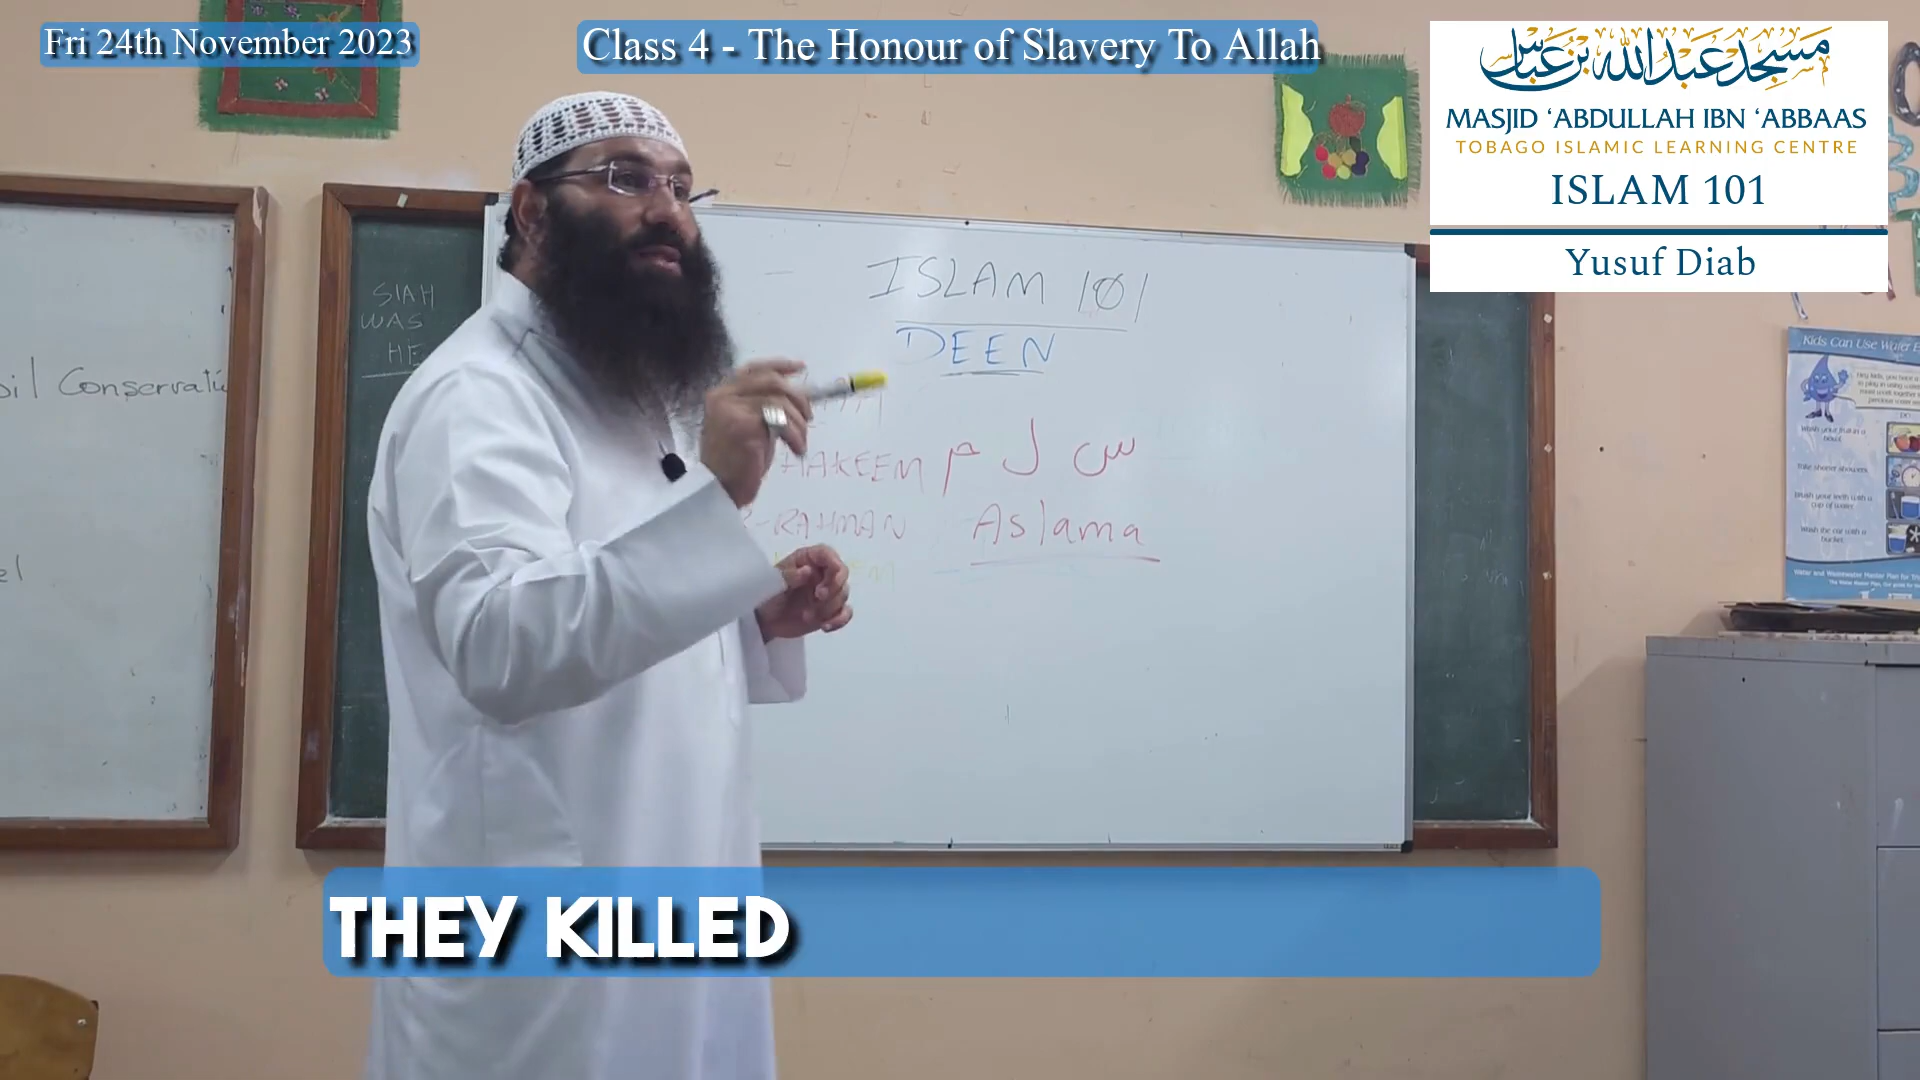 Fri 24th November 2023
Class 4 - The Honour of Slavery To Allah
مسجد عبدالله بن عباس
MASJID ‘ABDULLAH IBN ‘ABBAAS
TOBAGO ISLAMIC LEARNING CENTRE
ISLAM 101
Yusuf Diab
ISLAM 101
DEEN
SIAH
WAS
HE
Conservati
HAKEEM م ل س
RAHMAN Aslama
Kids Can Use Water
THEY KILLED